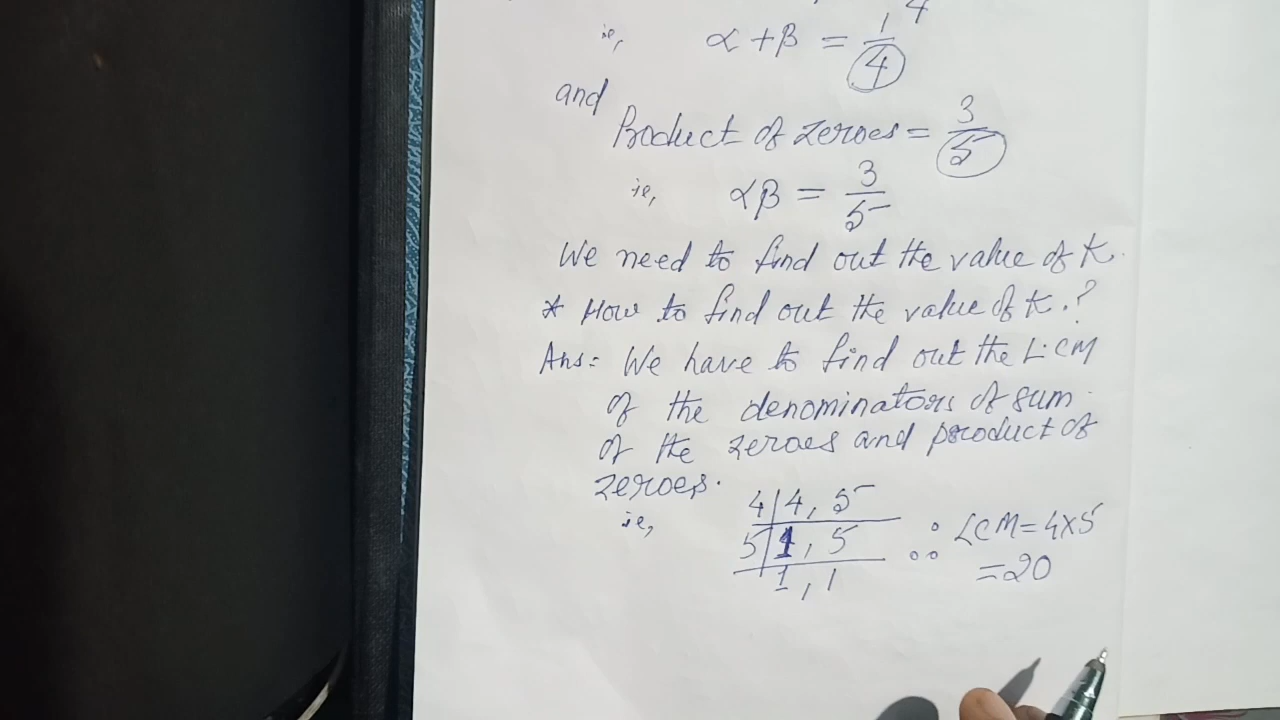 4
ie, α + β = 1/4
and
Product of zeroes = 3/5
ie, αβ = 3/5
We need to find out the value of K.
* How to find out the value of K.?
Ans: We have to find out the L.CM
of the denominators of sum
of the zeroes and product of
zeroes.
ie, 4 | 4, 5
5 | 1, 5 ∴ LCM = 4X5
1, 1 = 20